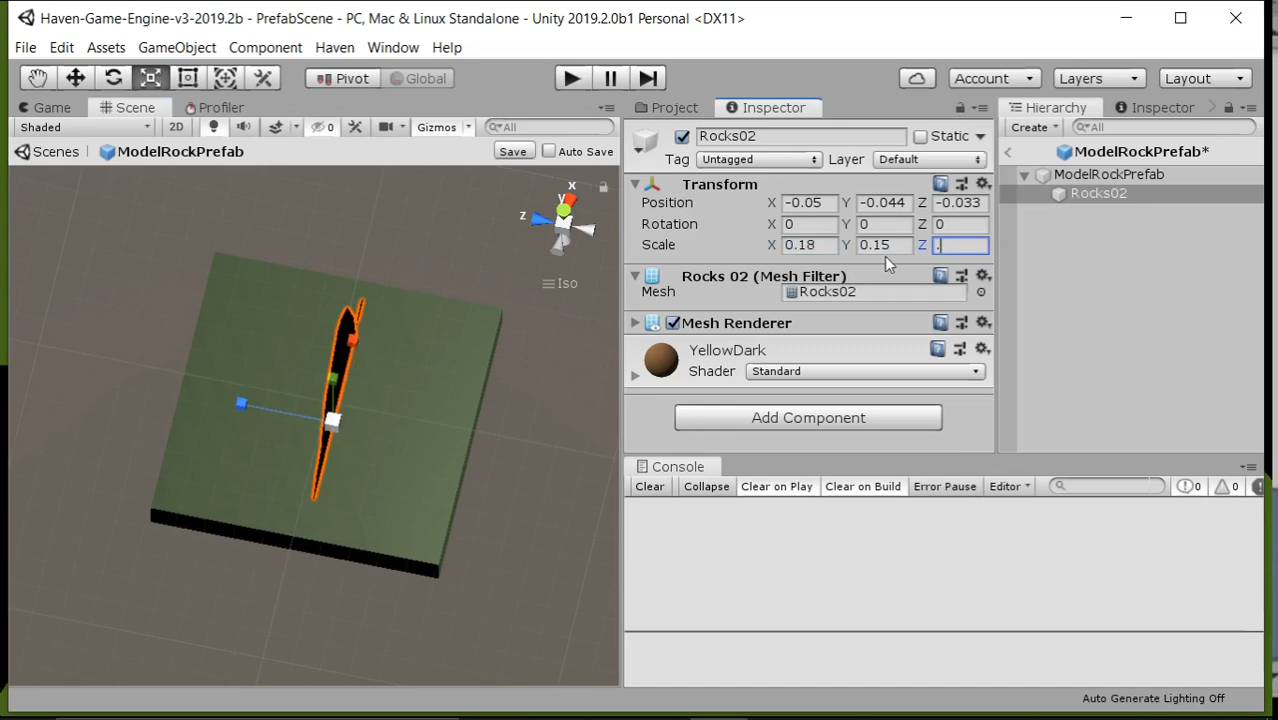 Haven-Game-Engine-v3-2019.2b - PrefabScene - PC, Mac & Linux Standalone - Unity 2019.2.0b1 Personal <DX11>
File Edit Assets GameObject Component Haven Window Help
Pivot Global Account Layers Layout
Game Scene Profiler Project Inspector Hierarchy Inspector
Shaded 2D 0 Gizmos All
Scenes ModelRockPrefab Save Auto Save
x
y
z
Iso
Rocks02 Static
Tag Untagged Layer Default
Transform
Position X -0.05 Y -0.044 Z -0.033
Rotation X 0 Y 0 Z 0
Scale X 0.18 Y 0.15 Z .
Rocks 02 (Mesh Filter)
Mesh Rocks02
Mesh Renderer
YellowDark
Shader Standard
Add Component
Create All
ModelRockPrefab*
ModelRockPrefab
Rocks02
Console
Clear Collapse Clear on Play Clear on Build Error Pause Editor 0 0
Auto Generate Lighting Off